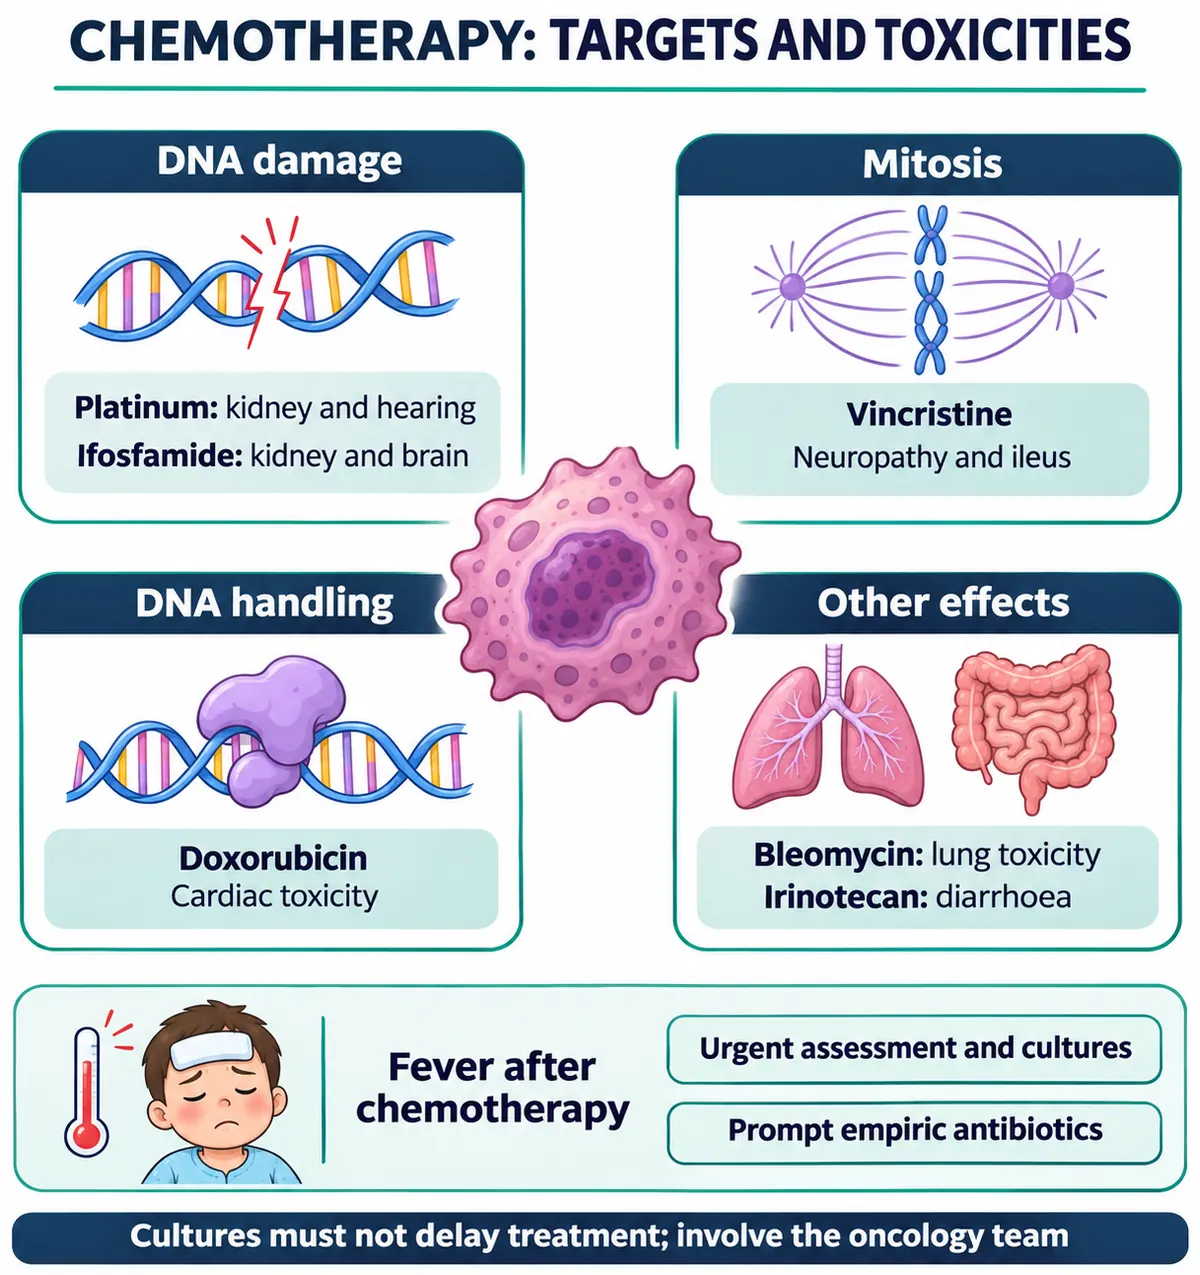 CHEMOTHERAPY: TARGETS AND TOXICITIES
DNA damage
Platinum: kidney and hearing
Ifosfamide: kidney and brain
Mitosis
Vincristine
Neuropathy and ileus
DNA handling
Doxorubicin
Cardiac toxicity
Other effects
Bleomycin: lung toxicity
Irinotecan: diarrhoea
Fever after
chemotherapy
Urgent assessment and cultures
Prompt empiric antibiotics
Cultures must not delay treatment; involve the oncology team